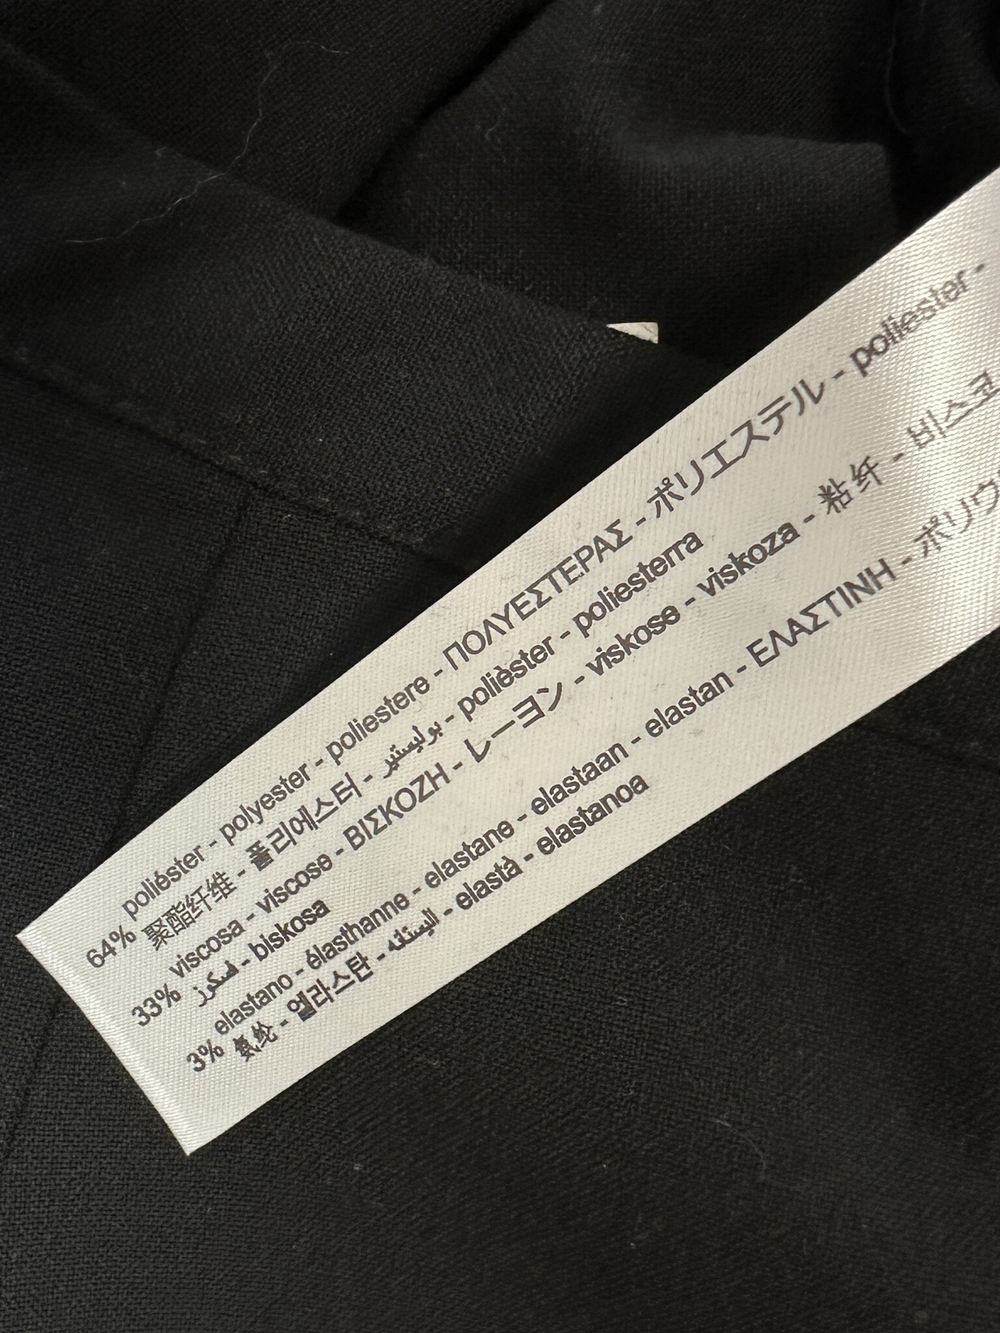 64% poliéster - polyester - poliestere - ΠΟΛΥΕΣΤΕΡΑΣ - ポリエステル - poliester -
聚酯纤维 - 폴리에스터 - بوليستير - polièster - poliesterra
33% viscosa - viscose - ΒΙΣΚΟΖΗ - レーヨン - viskose - viskoza - 粘纤 - 비스코
فسكوز - biskosa
3% elastano - élasthanne - elastane - elastaan - elastan - ΕΛΑΣΤΙΝΗ - ポリウ
氨纶 - 엘라스탄 - اليستكنه - elastà - elastanoa